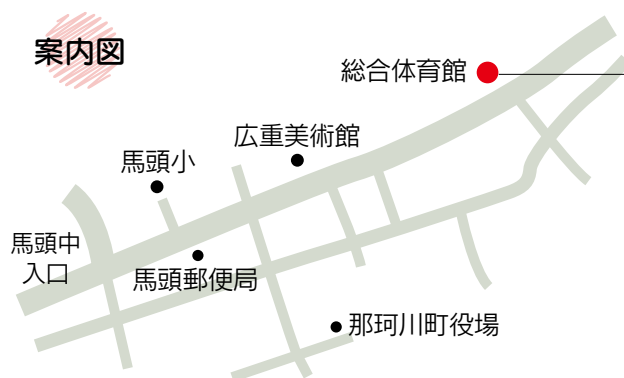 案内図
総合体育館
広重美術館
馬頭小
馬頭中
入口
馬頭郵便局
那珂川町役場